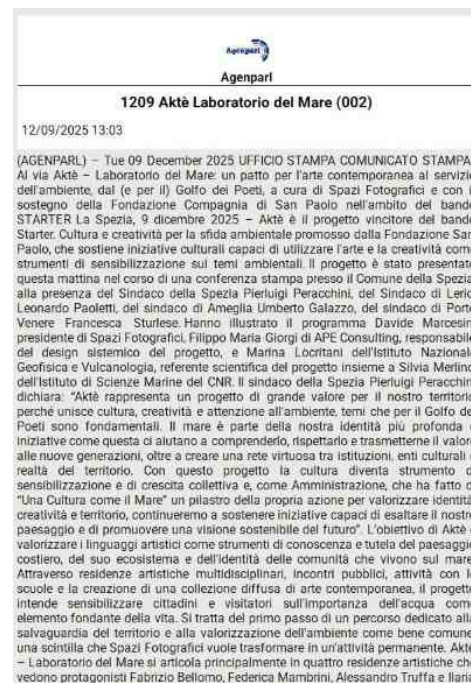 Agenparl
Agenparl
1209 Aktè Laboratorio del Mare (002)
12/09/2025 13:03
(AGENPARL) – Tue 09 December 2025 UFFICIO STAMPA COMUNICATO STAMPA
Al via Aktè – Laboratorio del Mare: un patto per l'arte contemporanea al servizio
dell'ambiente, dal (e per il) Golfo dei Poeti, a cura di Spazi Fotografici e con i
sostegno della Fondazione Compagnia di San Paolo nell'ambito del bando
STARTER La Spezia, 9 dicembre 2025 – Aktè è il progetto vincitore del bando
Starter. Cultura e creatività per la sfida ambientale promosso dalla Fondazione San
Paolo, che sostiene iniziative culturali capaci di utilizzare l'arte e la creatività com
strumenti di sensibilizzazione sui temi ambientali. Il progetto è stato presentato
questa mattina nel corso di una conferenza stampa presso il Comune della Spezia
alla presenza del Sindaco della Spezia Pierluigi Peracchini, del Sindaco di Lerici
Leonardo Paoletti, del sindaco di Ameglia Umberto Galazzo, del sindaco di Porto
Venere Francesca Sturlese. Hanno illustrato il programma Davide Marcesin
presidente di Spazi Fotografici, Filippo Maria Giorgi di APE Consulting, responsabile
del design sistemico del progetto, e Marina Locritani dell'Istituto Nazionale
Geofisica e Vulcanologia, referente scientifica del progetto insieme a Silvia Merlino
dell'Istituto di Scienze Marine del CNR. Il sindaco della Spezia Pierluigi Peracchini
dichiara: “Aktè rappresenta un progetto di grande valore per il nostro territorio
perché unisce cultura, creatività e attenzione all'ambiente, temi che per il Golfo dei
Poeti sono fondamentali. Il mare è parte della nostra identità più profonda
iniziative come questa ci aiutano a comprenderlo, rispettarlo e trasmetterne il valore
alle nuove generazioni, oltre a creare una rete virtuosa tra istituzioni, enti culturali
realtà del territorio. Con questo progetto la cultura diventa strumento d
sensibilizzazione e di crescita collettiva e, come Amministrazione, che ha fatto d
“Una Cultura come il Mare” un pilastro della propria azione per valorizzare identità
creatività e territorio, continueremo a sostenere iniziative capaci di esaltare il nostro
paesaggio e di promuovere una visione sostenibile del futuro”. L'obiettivo di Aktè
valorizzare i linguaggi artistici come strumenti di conoscenza e tutela del paesaggio
costiero, del suo ecosistema e dell'identità delle comunità che vivono sul mare
Attraverso residenze artistiche multidisciplinari, incontri pubblici, attività con l
scuole e la creazione di una collezione diffusa di arte contemporanea, il progetto
intende sensibilizzare cittadini e visitatori sull'importanza dell'acqua com
elemento fondante della vita. Si tratta del primo passo di un percorso dedicato alla
salvaguardia del territorio e alla valorizzazione dell'ambiente come bene comune
una scintilla che Spazi Fotografici vuole trasformare in un'attività permanente. Aktè
– Laboratorio del Mare si articola principalmente in quattro residenze artistiche che
vedono protagonisti Fabrizio Bellomo, Federica Mambrini, Alessandro Truffa e Ilaria